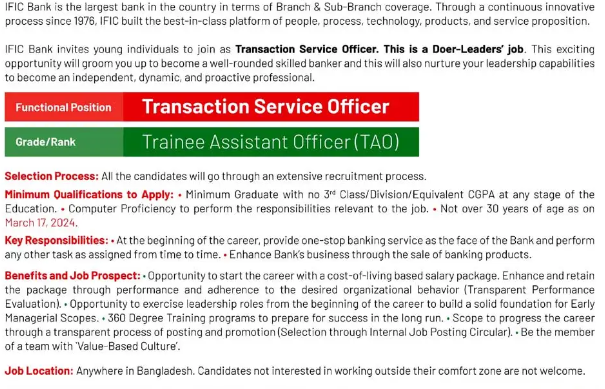 IFIC Bank is the largest bank in the country in terms of Branch & Sub-Branch coverage. Through a continuous innovative
process since 1976, IFIC built the best-in-class platform of people, process, technology, products, and service proposition.
IFIC Bank invites young individuals to join as Transaction Service Officer. This is a Doer-Leaders' job. This exciting
opportunity will groom you up to become a well-rounded skilled banker and this will also nurture your leadership capabilities
to become an independent, dynamic, and proactive professional.
Functional Position Transaction Service Officer
Grade/Rank Trainee Assistant Officer (TAO)
Selection Process: All the candidates will go through an extensive recruitment process.
Minimum Qualifications to Apply: • Minimum Graduate with no 3rd Class/Division/Equivalent CGPA at any stage of the
Education. • Computer Proficiency to perform the responsibilities relevant to the job. • Not over 30 years of age as on
March 17, 2024.
Key Responsibilities: • At the beginning of the career, provide one-stop banking service as the face of the Bank and perform
any other task as assigned from time to time. • Enhance Bank's business through the sale of banking products.
Benefits and Job Prospect: • Opportunity to start the career with a cost-of-living based salary package. Enhance and retain
the package through performance and adherence to the desired organizational behavior (Transparent Performance
Evaluation). • Opportunity to exercise leadership roles from the beginning of the career to build a solid foundation for Early
Managerial Scopes. • 360 Degree Training programs to prepare for success in the long run. • Scope to progress the career
through a transparent process of posting and promotion (Selection through Internal Job Posting Circular). • Be the member
of a team with 'Value-Based Culture'.
Job Location: Anywhere in Bangladesh. Candidates not interested in working outside their comfort zone are not welcome.